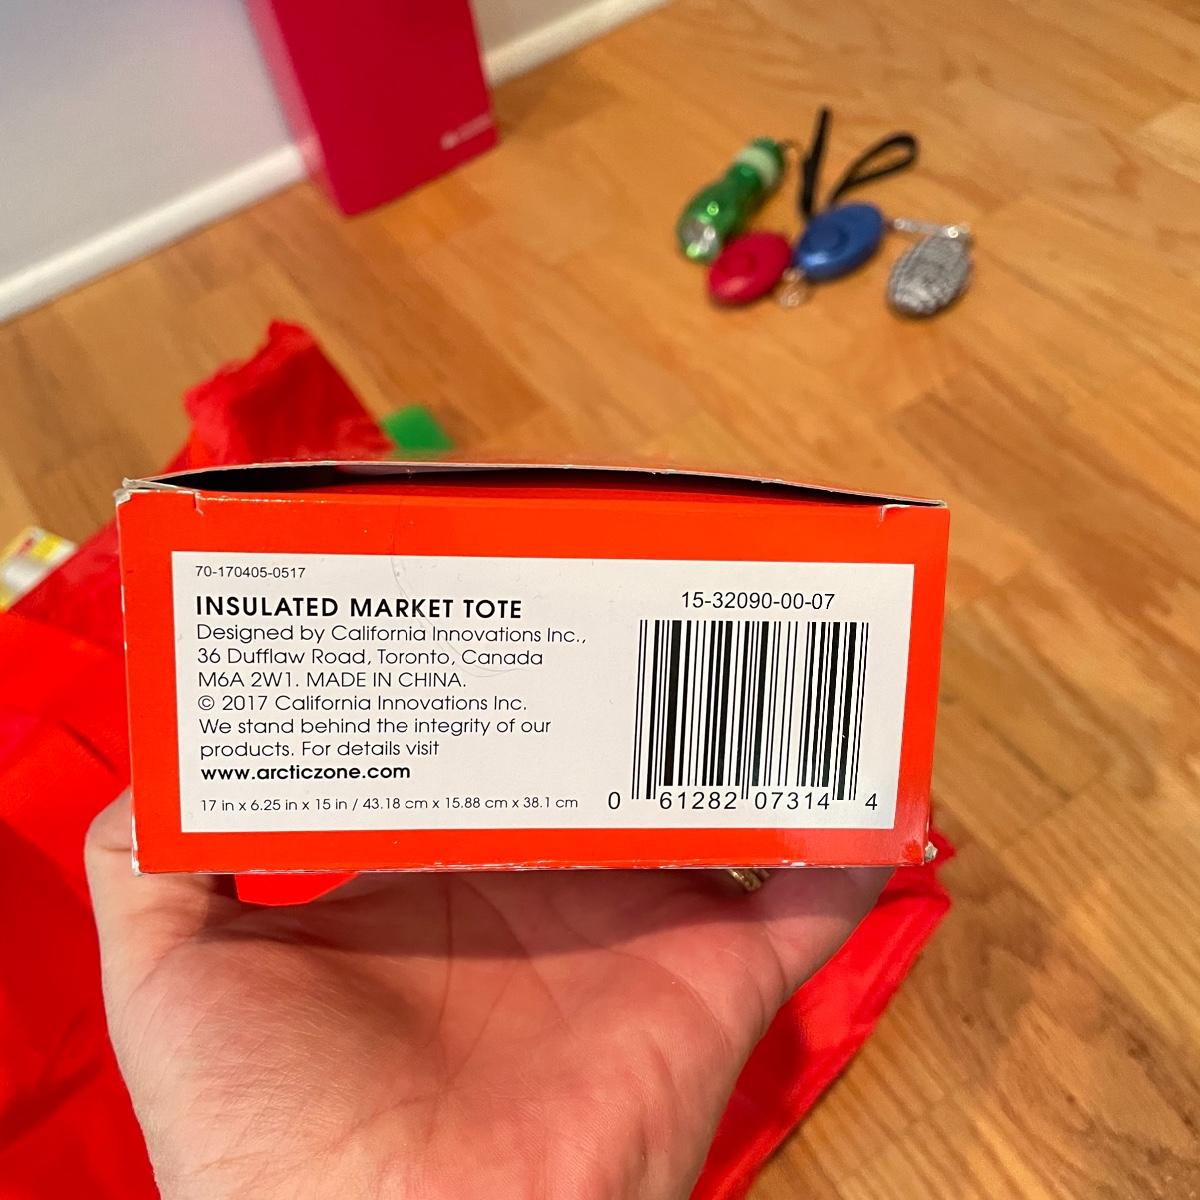 70-170405-0517
INSULATED MARKET TOTE
Designed by California Innovations Inc.,
36 Dufflaw Road, Toronto, Canada
M6A 2W1. MADE IN CHINA.
© 2017 California Innovations Inc.
We stand behind the integrity of our
products. For details visit
www.arcticzone.com
17 in x 6.25 in x 15 in / 43.18 cm x 15.88 cm x 38.1 cm
15-32090-00-07
0 61282 07314 4